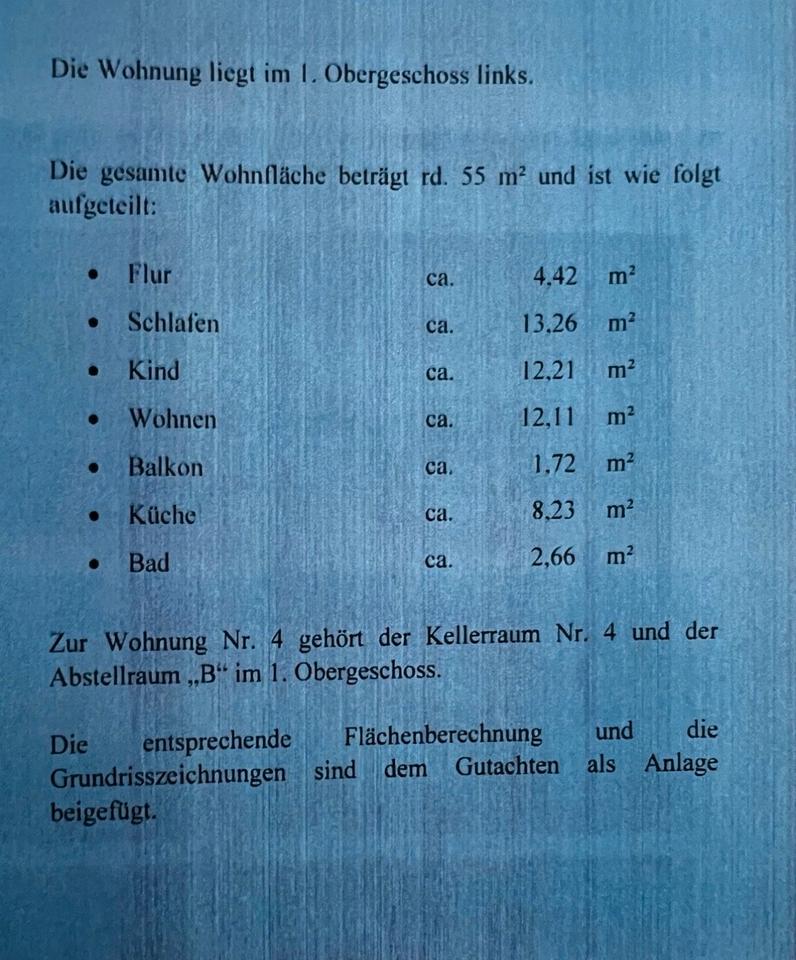 Die Wohnung liegt im 1. Obergeschoss links.
Die gesamte Wohnfläche beträgt rd. 55 m² und ist wie folgt
aufgeteilt:
• Flur ca. 4,42 m²
• Schlafen ca. 13,26 m²
• Kind ca. 12,21 m²
• Wohnen ca. 12,11 m²
• Balkon ca. 1,72 m²
• Küche ca. 8,23 m²
• Bad ca. 2,66 m²
Zur Wohnung Nr. 4 gehört der Kellerraum Nr. 4 und der
Abstellraum „B“ im 1. Obergeschoss.
Die entsprechende Flächenberechnung und die
Grundrisszeichnungen sind dem Gutachten als Anlage
beigefügt.